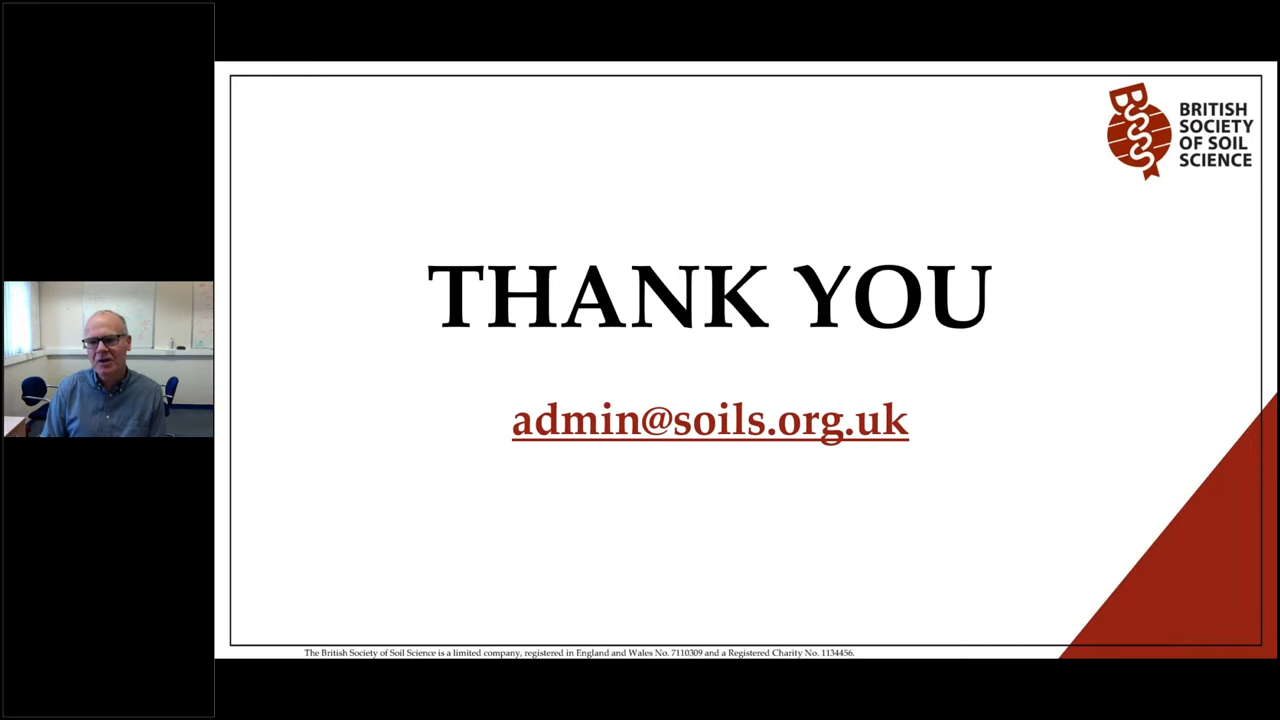 BSSS
BRITISH
SOCIETY
OF SOIL
SCIENCE
THANK YOU
admin@soils.org.uk
The British Society of Soil Science is a limited company, registered in England and Wales No. 7110309 and a Registered Charity No. 1134456.